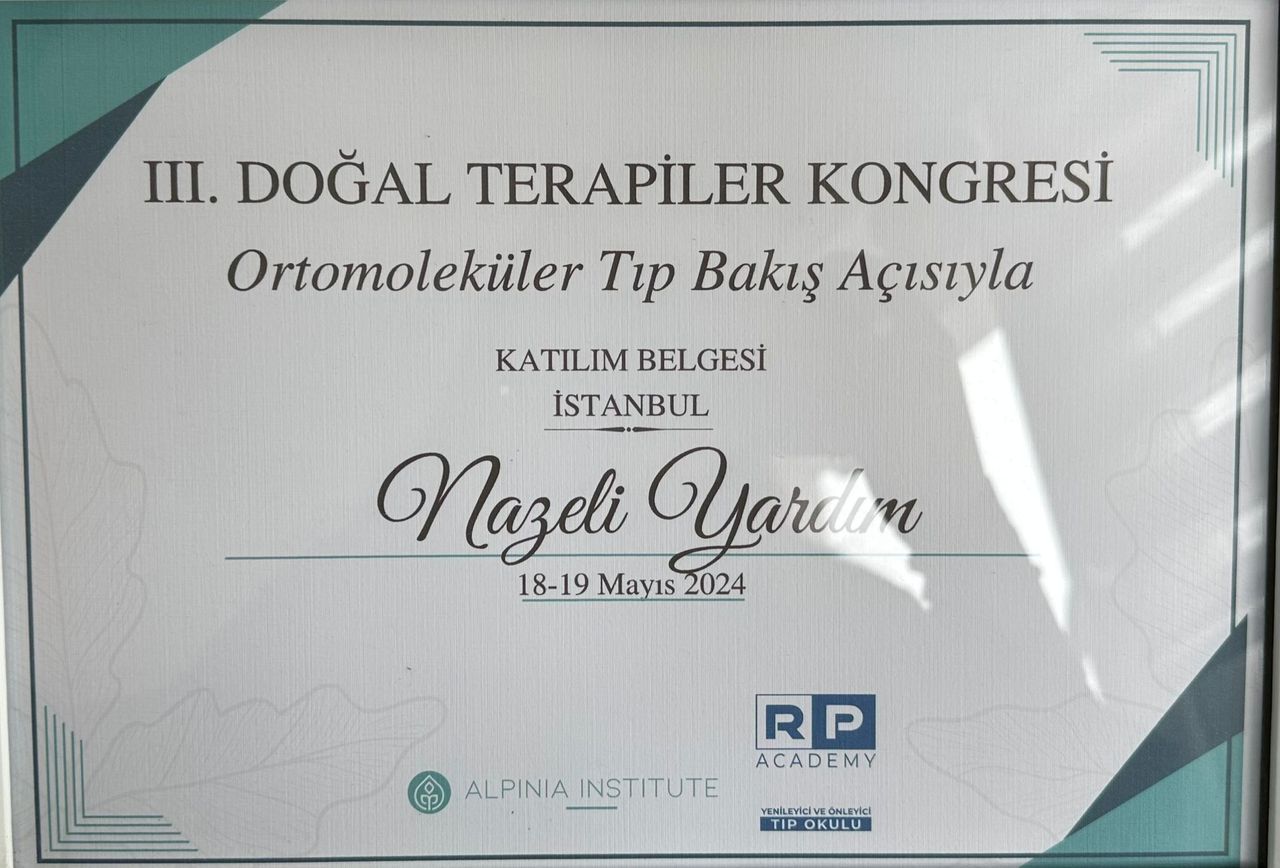 III. DOĞAL TERAPİLER KONGRESİ
Ortomoleküler Tıp Bakış Açısıyla
KATILIM BELGESİ
İSTANBUL
Nazeli Yardım
18-19 Mayıs 2024
RP
ACADEMY
ALPINIA INSTITUTE
YENİLEYİCİ VE ÖNLEYİCİ
TIP OKULU